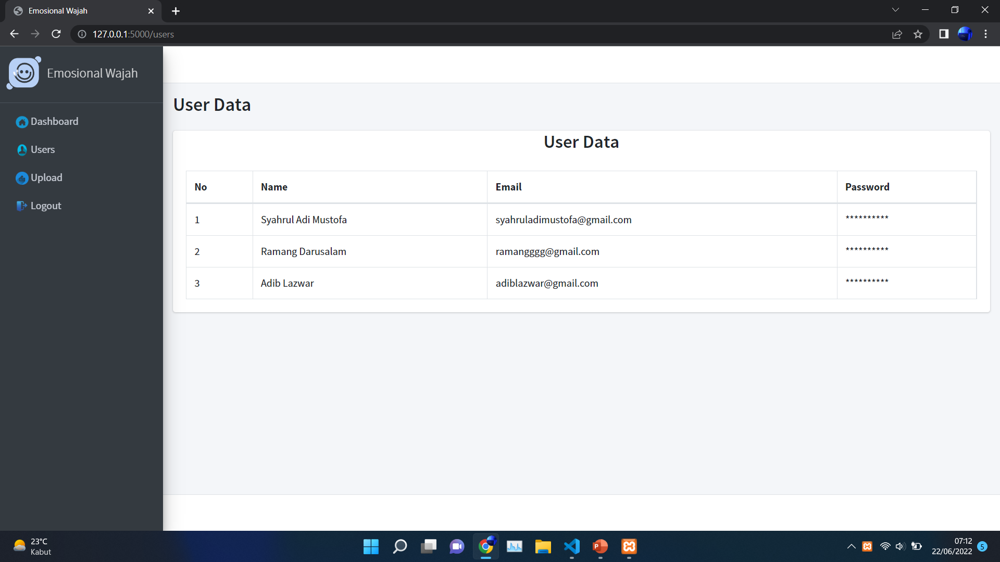 Emosional Wajah
127.0.0.1:5000/users
Emosional Wajah
Dashboard
Users
Upload
Logout
User Data
User Data
No Name Email Password
1 Syahrul Adi Mustofa syahruladimustofa@gmail.com **********
2 Ramang Darusalam ramangggg@gmail.com **********
3 Adib Lazwar adiblazwar@gmail.com **********
23°C
Kabut
P
07:12
22/06/2022
5